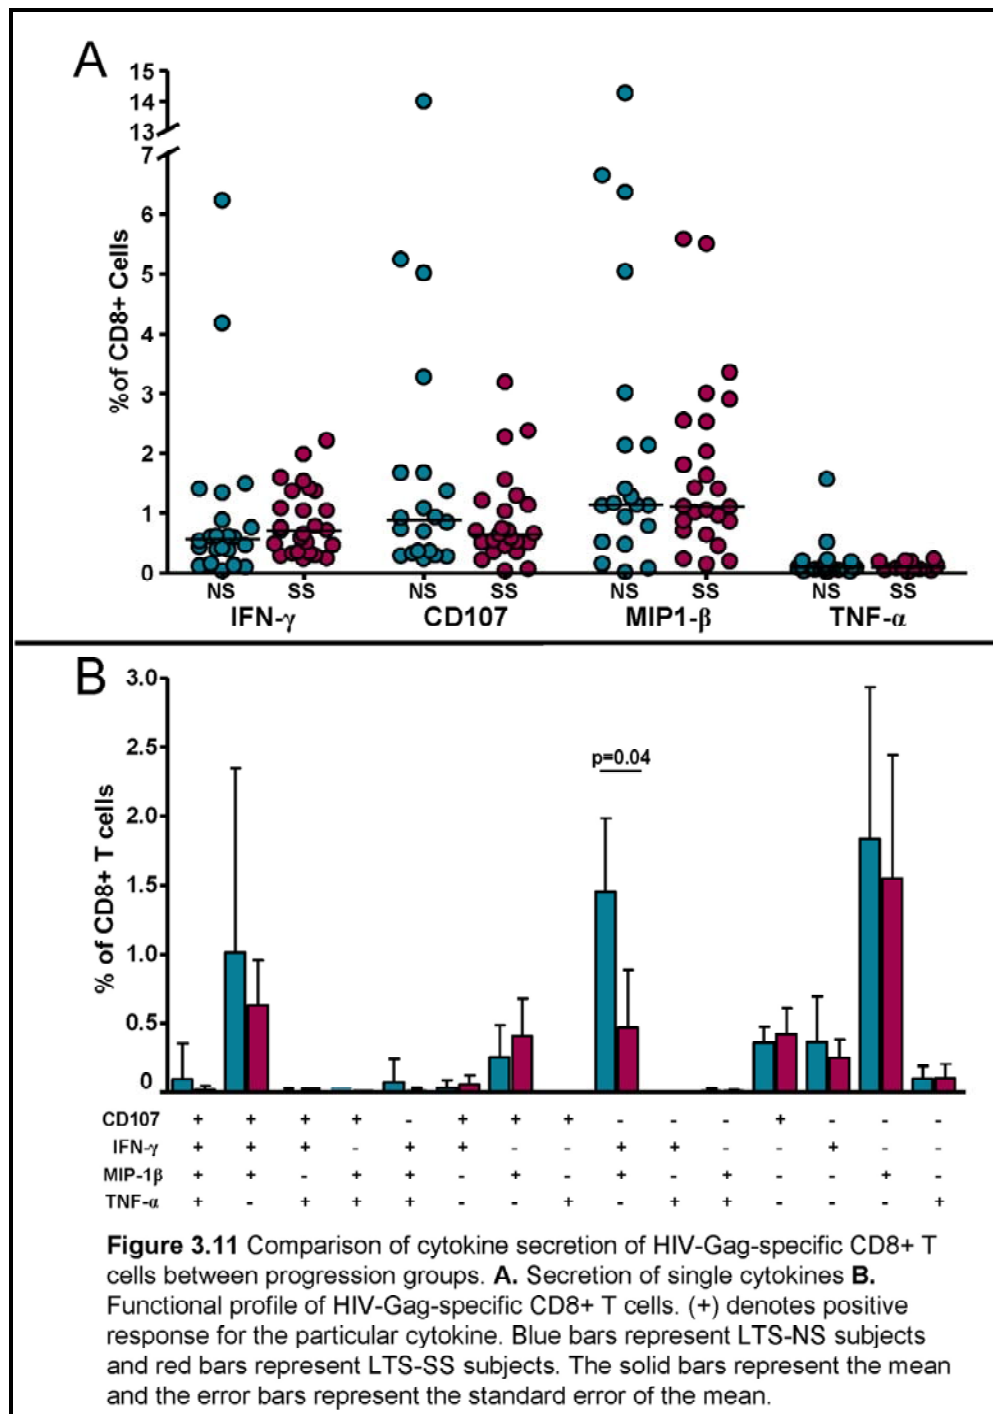 A
15
14
13
7
6
5
4
3
2
1
0
% of CD8+ Cells
NS SS NS SS NS SS NS SS
IFN-γ CD107 MIP1-β TNF-α
B
3.0
2.5
2.0
1.5
1.0
0.5
0
% of CD8+ T cells
p=0.04
CD107 + + + + - + + + - - - + - - -
IFN-γ + + + - + + - - + + - - + - -
MIP-1β + + - + + - + - + - + - - + -
TNF-α + - + + + - - + - + + - - - +
Figure 3.11 Comparison of cytokine secretion of HIV-Gag-specific CD8+ T
cells between progression groups. A. Secretion of single cytokines B.
Functional profile of HIV-Gag-specific CD8+ T cells. (+) denotes positive
response for the particular cytokine. Blue bars represent LTS-NS subjects
and red bars represent LTS-SS subjects. The solid bars represent the mean
and the error bars represent the standard error of the mean.